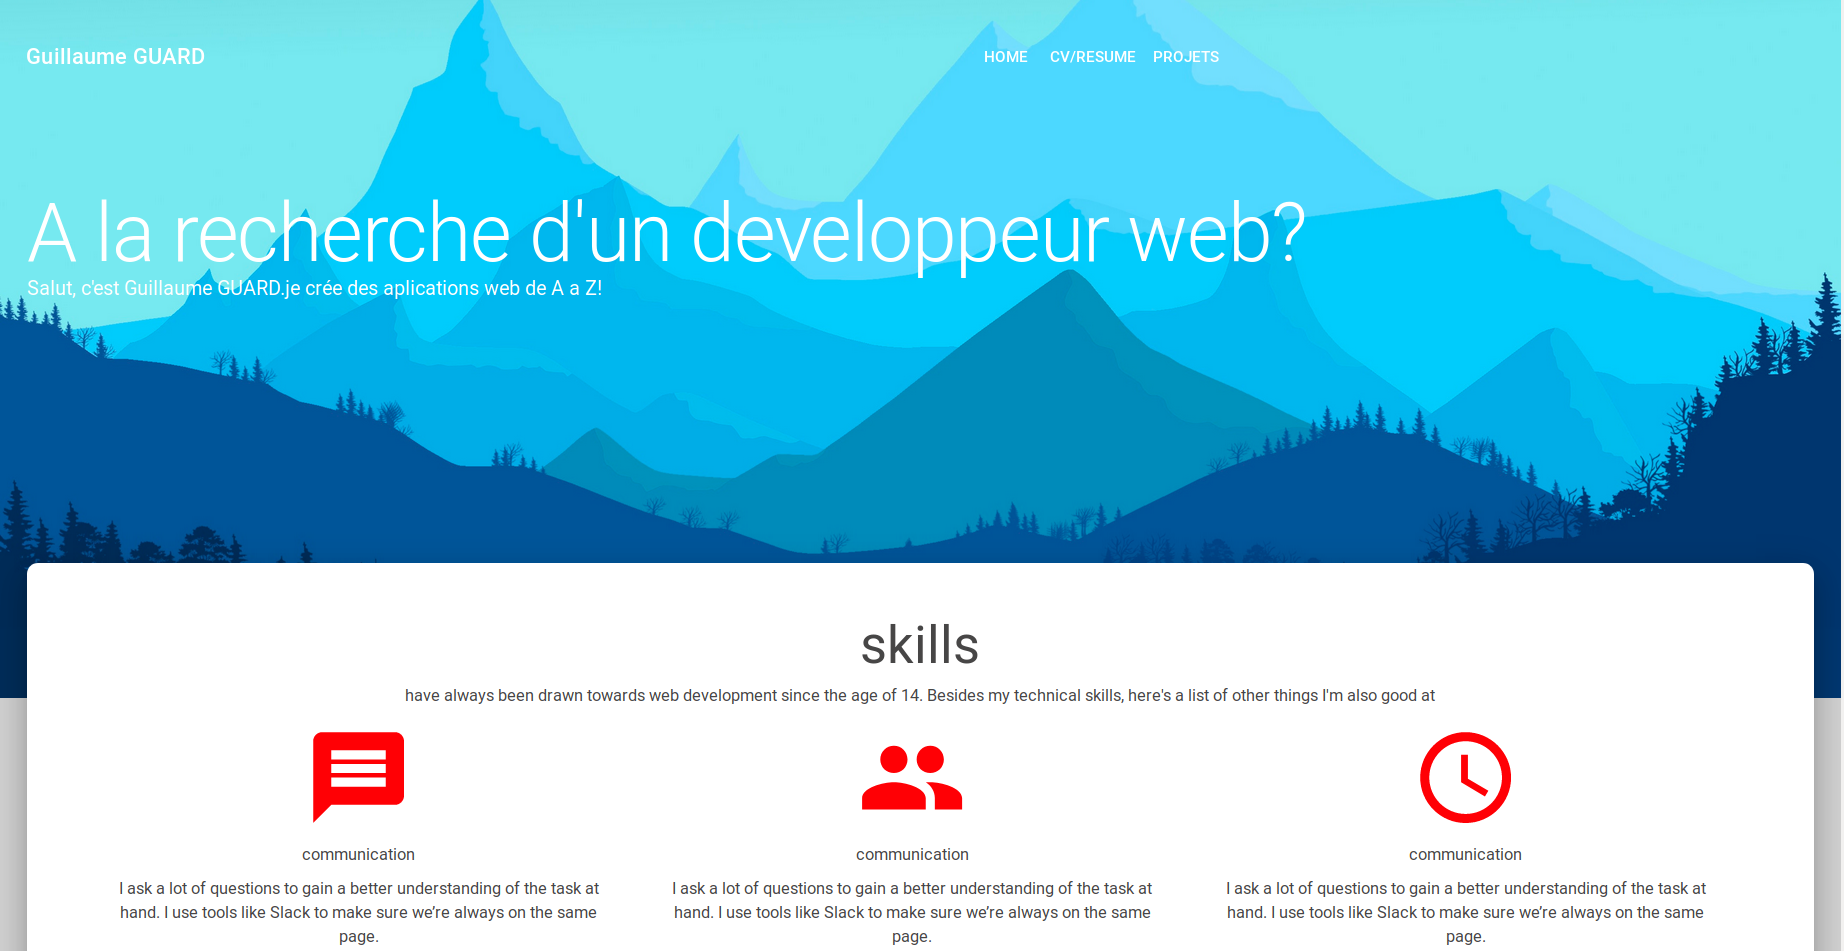 Guillaume GUARD
HOME CV/RESUME PROJETS
A la recherche d'un developpeur web?
Salut, c'est Guillaume GUARD.je crée des aplications web de A a Z!
skills
have always been drawn towards web development since the age of 14. Besides my technical skills, here's a list of other things I'm also good at
communication
I ask a lot of questions to gain a better understanding of the task at
hand. I use tools like Slack to make sure we’re always on the same
page.
communication
I ask a lot of questions to gain a better understanding of the task at
hand. I use tools like Slack to make sure we’re always on the same
page.
communication
I ask a lot of questions to gain a better understanding of the task at
hand. I use tools like Slack to make sure we’re always on the same
page.